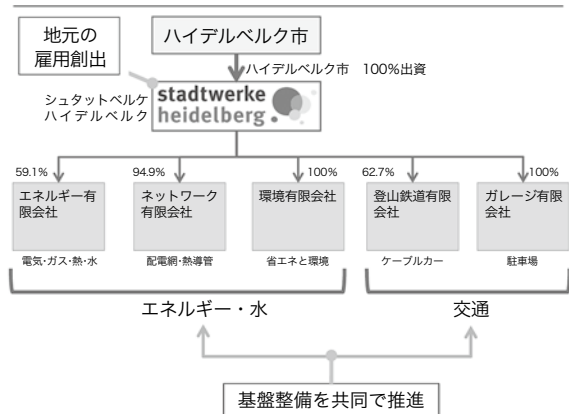 地元の
雇用創出
ハイデルベルク市
ハイデルベルク市 100%出資
シュタットベルケ
ハイデルベルク
stadtwerke
heidelberg
59.1%
94.9%
100%
62.7%
100%
エネルギー有
限会社
ネットワーク
有限会社
環境有限会社
登山鉄道有限
会社
ガレージ有限
会社
電気・ガス・熱・水
配電網・熱導管
省エネと環境
ケーブルカー
駐車場
エネルギー・水
交通
基盤整備を共同で推進